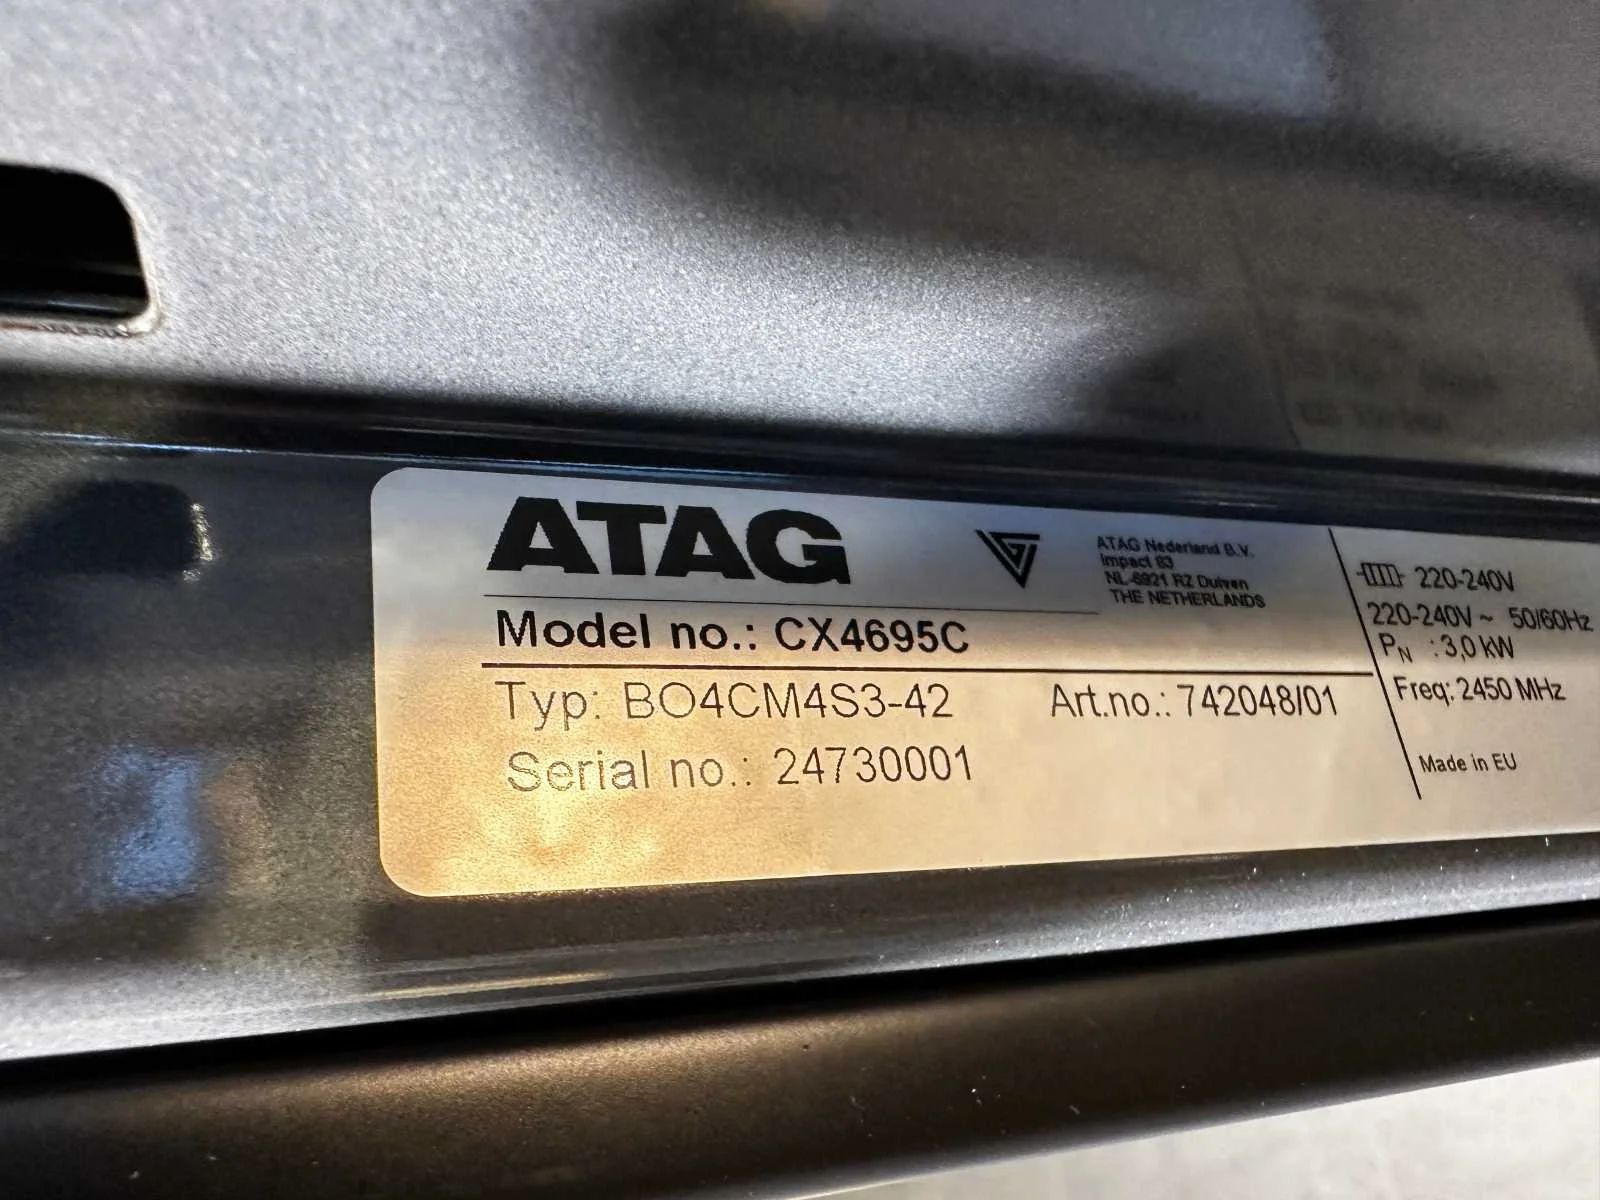 ATAG
ATAG Nederland B.V.
Impact 83
NL-6921 RZ Duiven
THE NETHERLANDS
Model no.: CX4695C
Typ: BO4CM4S3-42 Art.no.: 742048/01
Serial no.: 24730001
220-240V
220-240V ~ 50/60Hz
PN : 3,0 kW
Freq: 2450 MHz
Made in EU